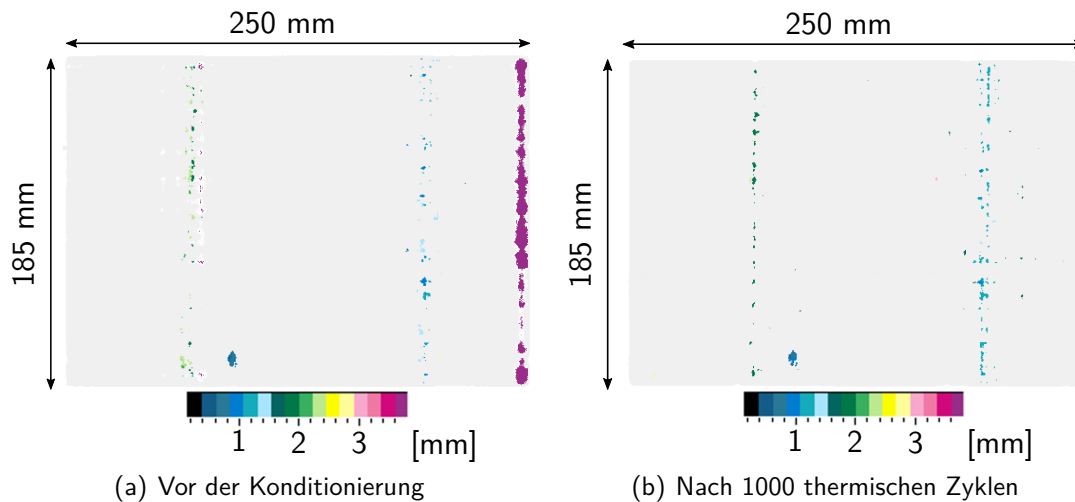 250 mm
250 mm
185 mm
185 mm
1 2 3 [mm]
1 2 3 [mm]
(a) Vor der Konditionierung
(b) Nach 1000 thermischen Zyklen